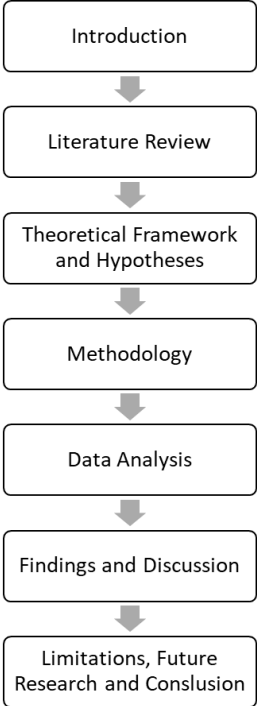 Introduction
Literature Review
Theoretical Framework
and Hypotheses
Methodology
Data Analysis
Findings and Discussion
Limitations, Future
Research and Conslusion